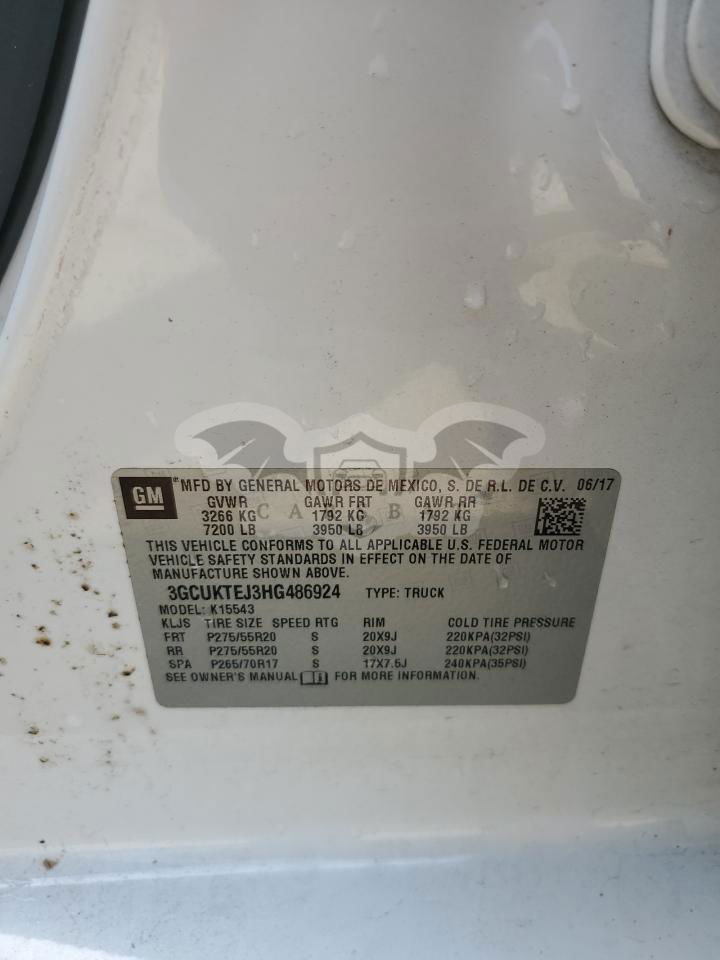 GM
MFD BY GENERAL MOTORS DE MEXICO, S. DE R.L. DE C.V. 06/17
GVWR GAWR FRT GAWR RR
3266 KG 1792 KG 1792 KG
7200 LB 3950 LB 3950 LB
THIS VEHICLE CONFORMS TO ALL APPLICABLE U.S. FEDERAL MOTOR
VEHICLE SAFETY STANDARDS IN EFFECT ON THE DATE OF
MANUFACTURE SHOWN ABOVE.
3GCUKTEJ3HG486924 TYPE: TRUCK
MODEL: K15543
KLJS TIRE SIZE SPEED RTG RIM COLD TIRE PRESSURE
FRT P275/55R20 S 20X9J 220KPA(32PSI)
RR P275/55R20 S 20X9J 220KPA(32PSI)
SPA P265/70R17 S 17X7.5J 240KPA(35PSI)
SEE OWNER'S MANUAL FOR MORE INFORMATION.